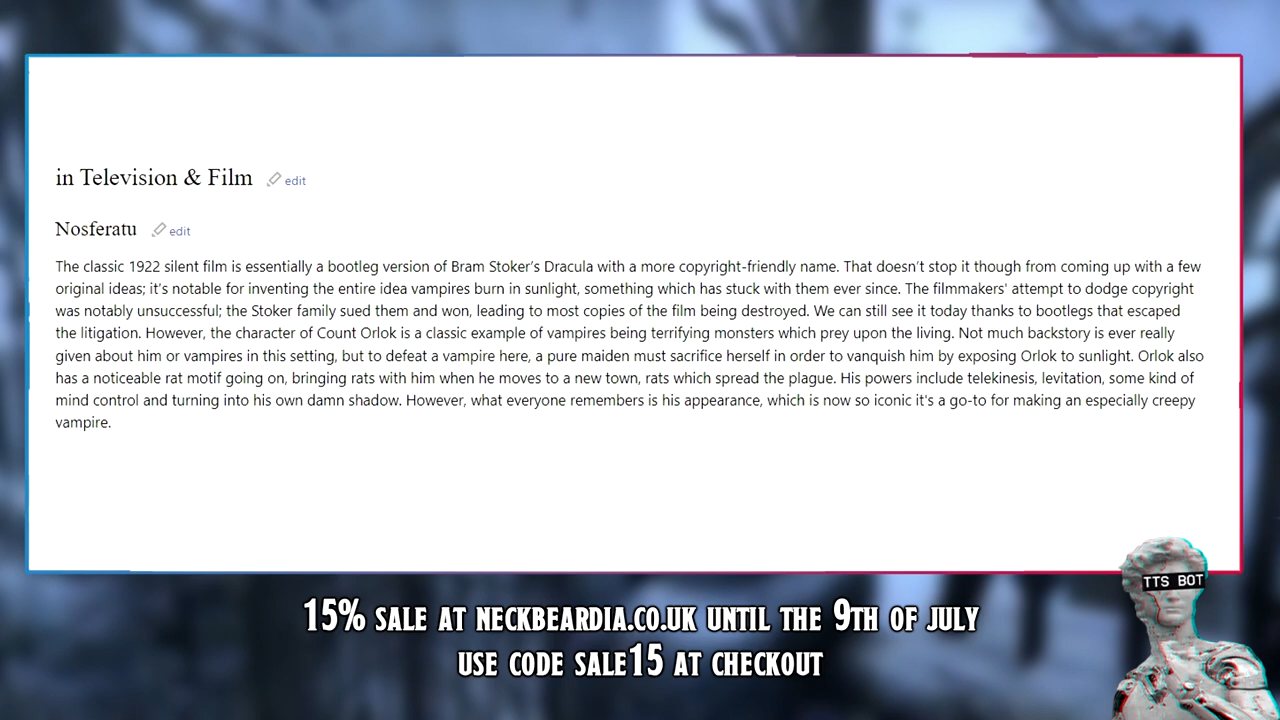 in Television & Film edit
Nosferatu edit
The classic 1922 silent film is essentially a bootleg version of Bram Stoker's Dracula with a more copyright-friendly name. That doesn't stop it though from coming up with a few
original ideas; it's notable for inventing the entire idea vampires burn in sunlight, something which has stuck with them ever since. The filmmakers' attempt to dodge copyright
was notably unsuccessful; the Stoker family sued them and won, leading to most copies of the film being destroyed. We can still see it today thanks to bootlegs that escaped
the litigation. However, the character of Count Orlok is a classic example of vampires being terrifying monsters which prey upon the living. Not much backstory is ever really
given about him or vampires in this setting, but to defeat a vampire here, a pure maiden must sacrifice herself in order to vanquish him by exposing Orlok to sunlight. Orlok also
has a noticeable rat motif going on, bringing rats with him when he moves to a new town, rats which spread the plague. His powers include telekinesis, levitation, some kind of
mind control and turning into his own damn shadow. However, what everyone remembers is his appearance, which is now so iconic it's a go-to for making an especially creepy
vampire.
TTS BOT
15% SALE AT NECKBEARDIA.CO.UK UNTIL THE 9TH OF JULY
USE CODE SALE15 AT CHECKOUT